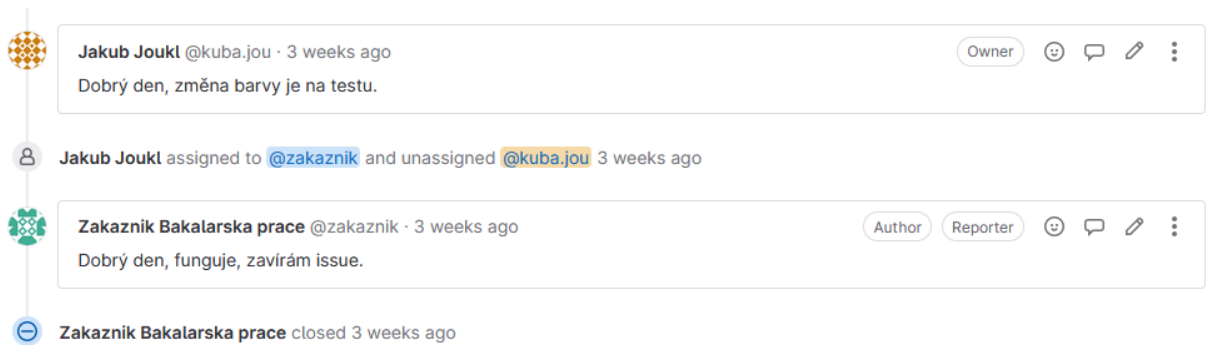 Jakub Joukl @kuba.jou · 3 weeks ago Owner
Dobrý den, změna barvy je na testu.
Jakub Joukl assigned to @zakaznik and unassigned @kuba.jou 3 weeks ago
Zakaznik Bakalarska prace @zakaznik · 3 weeks ago Author Reporter
Dobrý den, funguje, zavírám issue.
Zakaznik Bakalarska prace closed 3 weeks ago